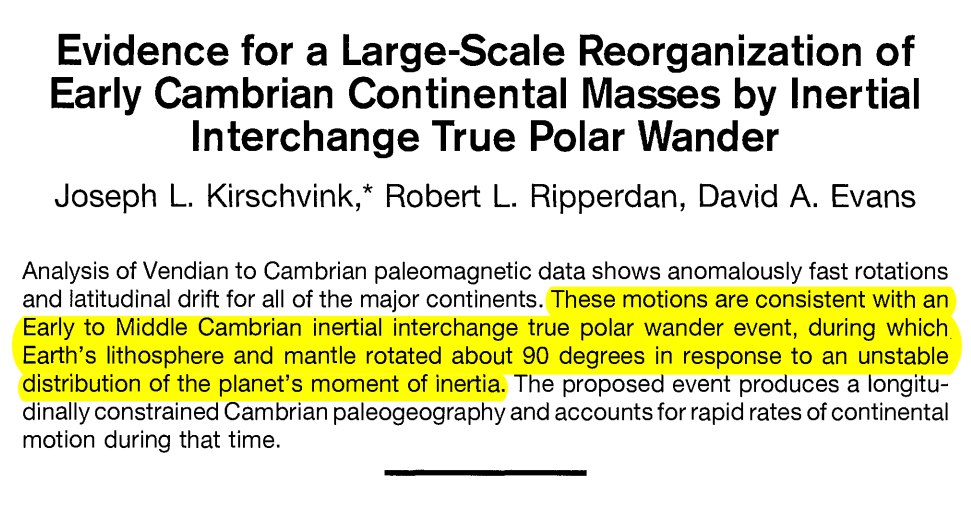 Evidence for a Large-Scale Reorganization of
Early Cambrian Continental Masses by Inertial
Interchange True Polar Wander
Joseph L. Kirschvink,* Robert L. Ripperdan, David A. Evans
Analysis of Vendian to Cambrian paleomagnetic data shows anomalously fast rotations
and latitudinal drift for all of the major continents. These motions are consistent with an
Early to Middle Cambrian inertial interchange true polar wander event, during which
Earth's lithosphere and mantle rotated about 90 degrees in response to an unstable
distribution of the planet's moment of inertia. The proposed event produces a longitu-
dinally constrained Cambrian paleogeography and accounts for rapid rates of continental
motion during that time.